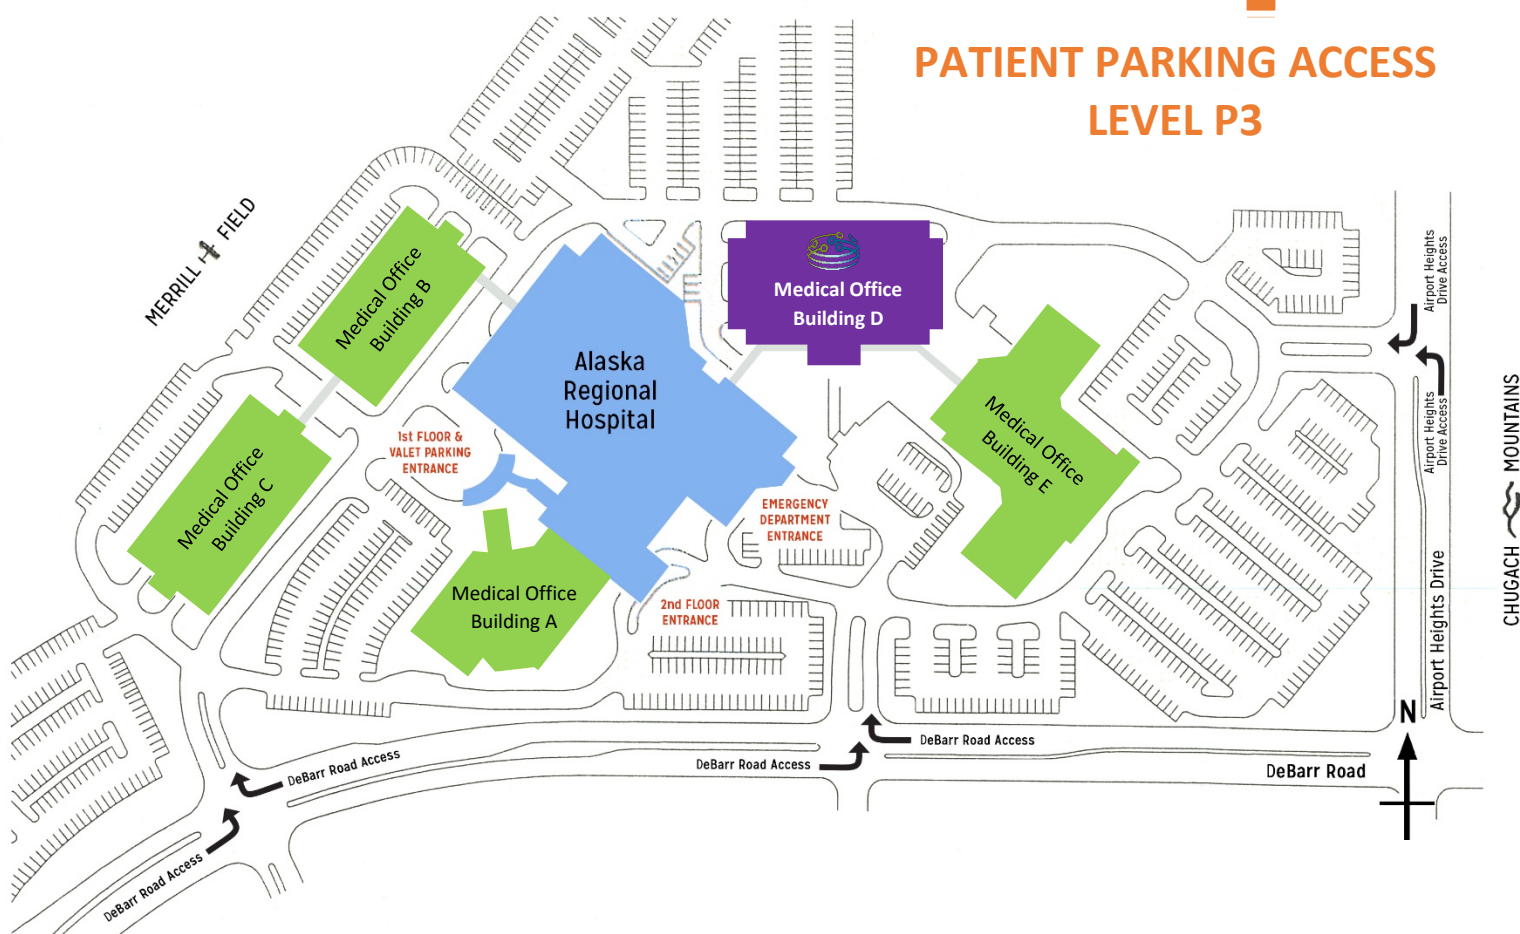 PATIENT PARKING ACCESS
LEVEL P3
MERRILL FIELD
Medical Office
Building B
Medical Office
Building C
Alaska
Regional
Hospital
Medical Office
Building D
Medical Office
Building E
1st FLOOR &
VALET PARKING
ENTRANCE
EMERGENCY
DEPARTMENT
ENTRANCE
Medical Office
Building A
2nd FLOOR
ENTRANCE
Airport Heights
Drive Access
Airport Heights
Drive Access
CHUGACH MOUNTAINS
Airport Heights Drive
N
DeBarr Road Access
DeBarr Road Access
DeBarr Road Access
DeBarr Road
DeBarr Road Access